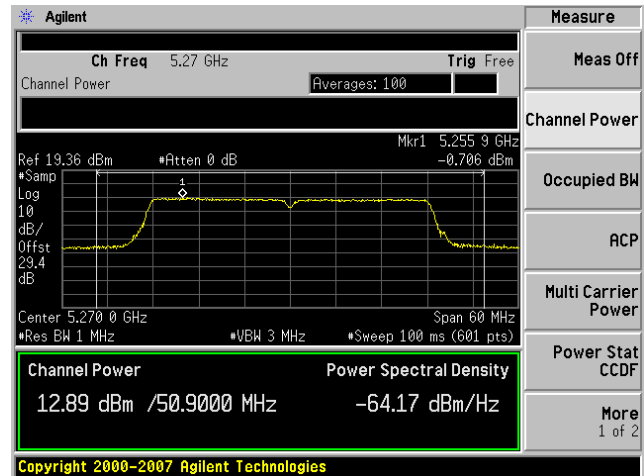 Agilent
Measure
Ch Freq 5.27 GHz Trig Free
Channel Power Averages: 100
Meas Off
Channel Power
Occupied BW
ACP
Multi Carrier
Power
Power Stat
CCDF
More
1 of 2
Mkr1 5.255 9 GHz
Ref 19.36 dBm #Atten 0 dB -0.706 dBm
#Samp
Log
10
dB/
Offst
29.4
dB
1
Center 5.270 0 GHz Span 60 MHz
#Res BW 1 MHz #VBW 3 MHz #Sweep 100 ms (601 pts)
Channel Power Power Spectral Density
12.89 dBm /50.9000 MHz -64.17 dBm/Hz
Copyright 2000-2007 Agilent Technologies